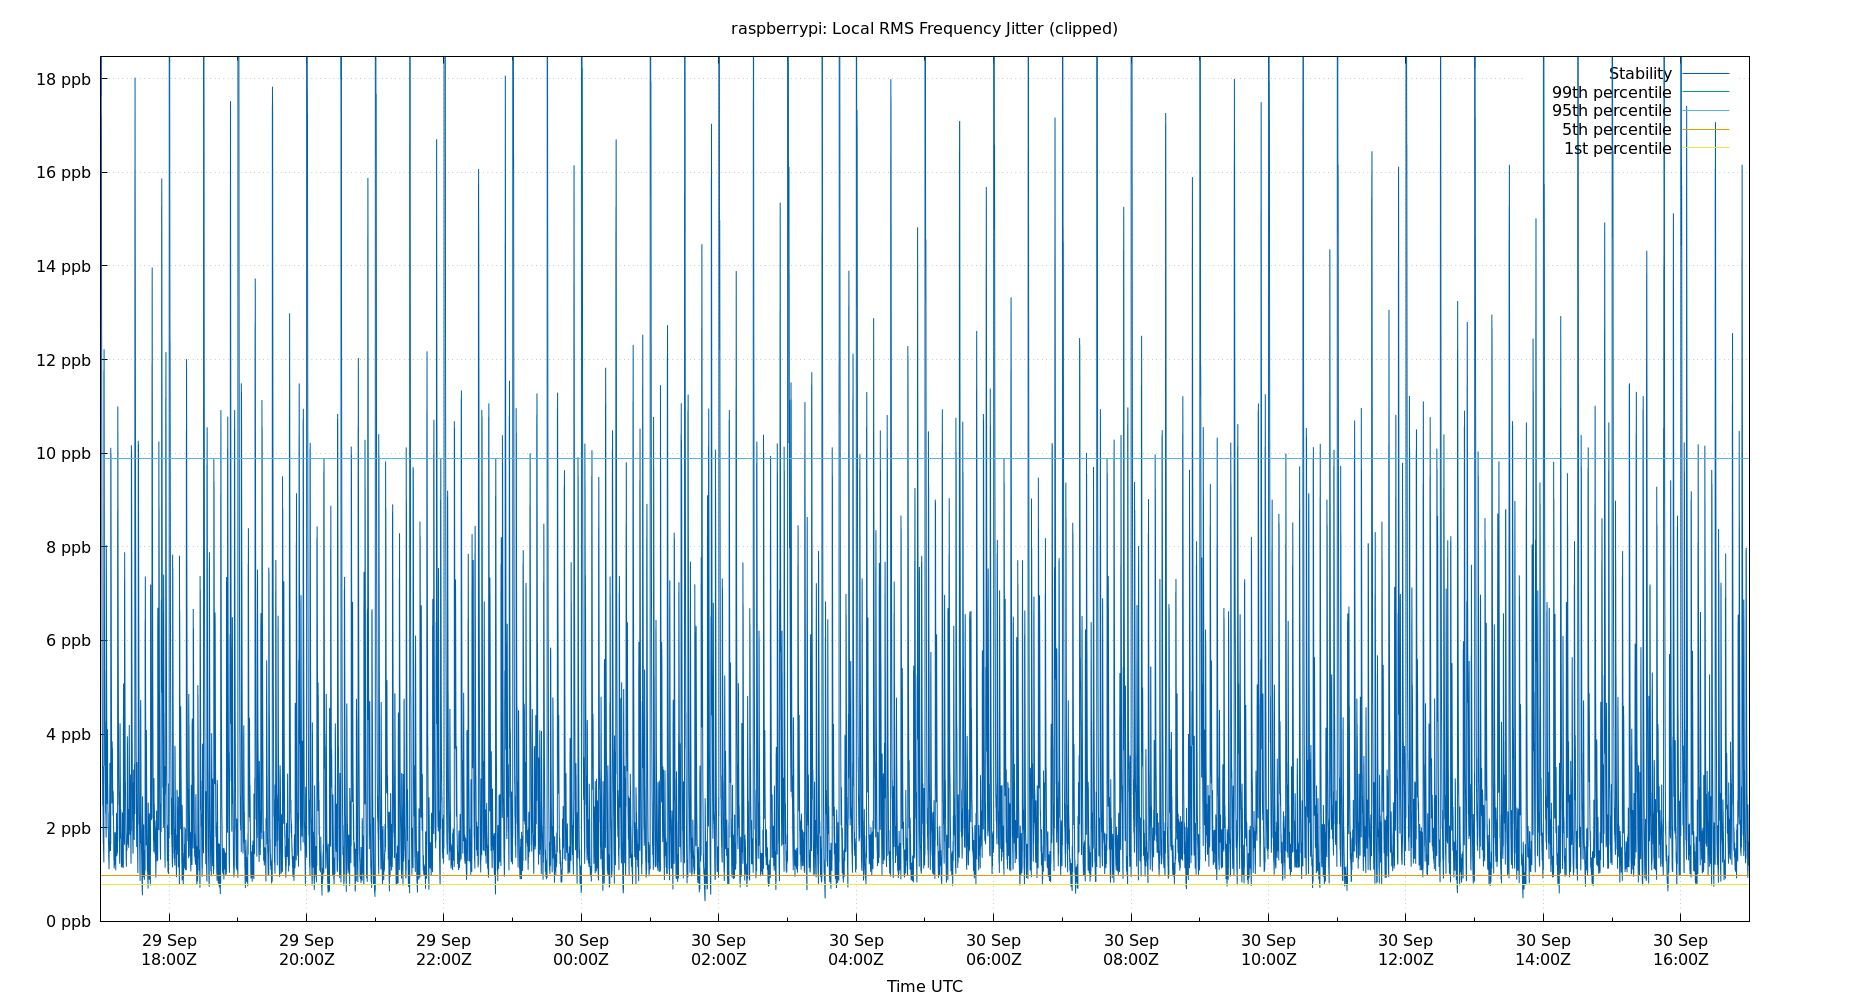 raspberrypi: Local RMS Frequency Jitter (clipped)
18 ppb
16 ppb
14 ppb
12 ppb
10 ppb
8 ppb
6 ppb
4 ppb
2 ppb
0 ppb
Stability
99th percentile
95th percentile
5th percentile
1st percentile
29 Sep 29 Sep 29 Sep 30 Sep 30 Sep 30 Sep 30 Sep 30 Sep 30 Sep 30 Sep 30 Sep 30 Sep
18:00Z 20:00Z 22:00Z 00:00Z 02:00Z 04:00Z 06:00Z 08:00Z 10:00Z 12:00Z 14:00Z 16:00Z
Time UTC